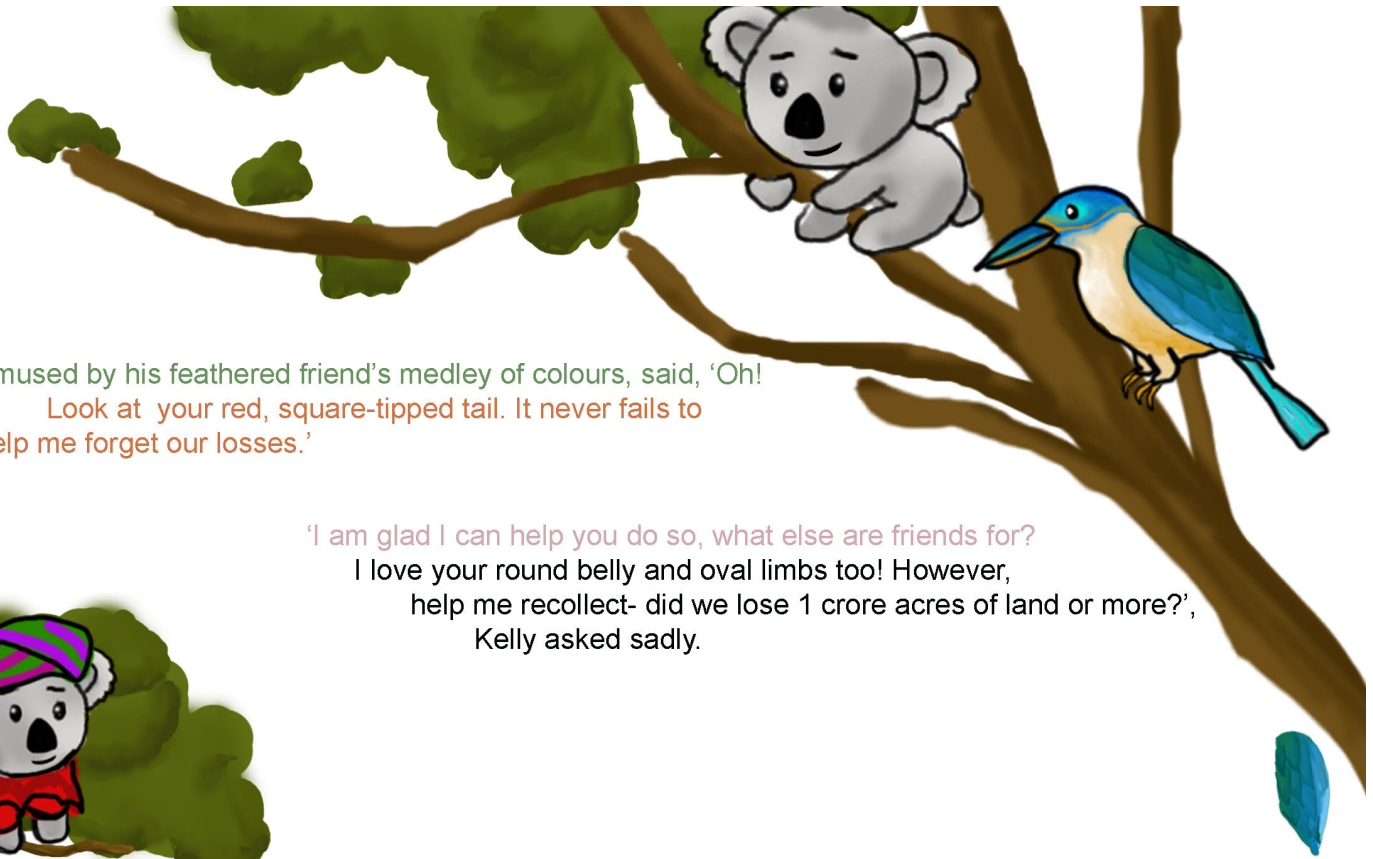 mused by his feathered friend’s medley of colours, said, ‘Oh!
Look at  your red, square-tipped tail. It never fails to
elp me forget our losses.’
‘I am glad I can help you do so, what else are friends for?
I love your round belly and oval limbs too! However,
help me recollect- did we lose 1 crore acres of land or more?’,
Kelly asked sadly.